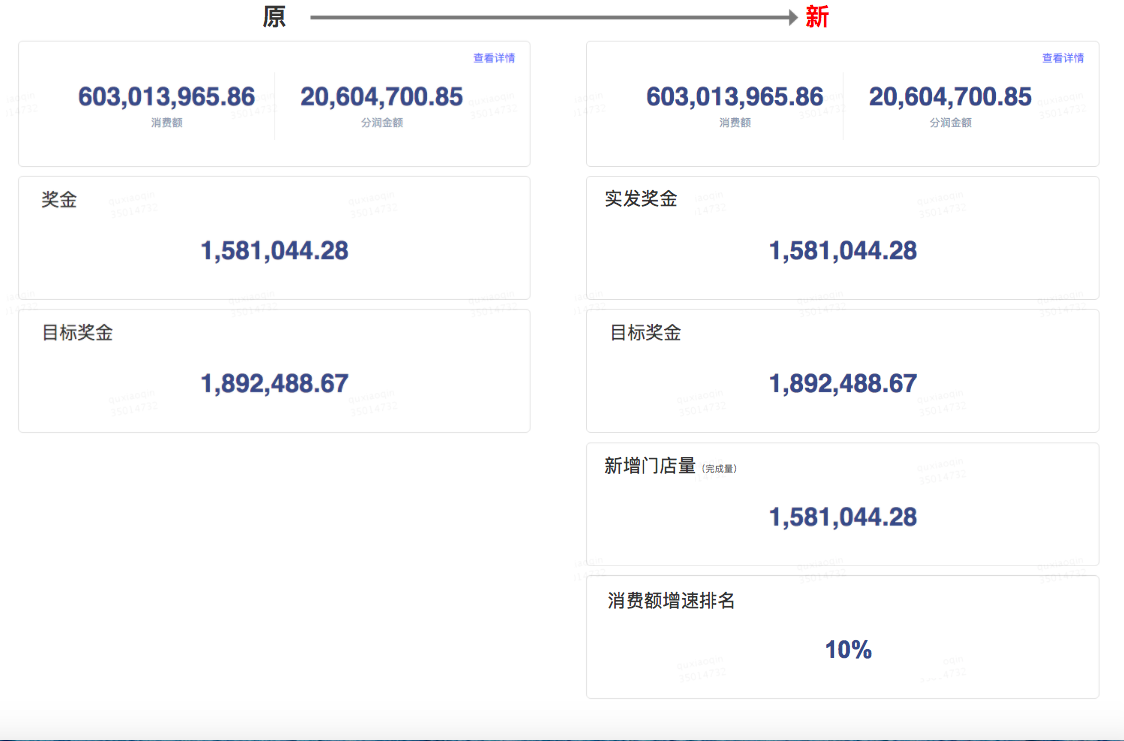 原
新
查看详情
603,013,965.86
20,604,700.85
消费额
分润金额
奖金
1,581,044.28
目标奖金
1,892,488.67
查看详情
603,013,965.86
20,604,700.85
消费额
分润金额
实发奖金
1,581,044.28
目标奖金
1,892,488.67
新增门店量(完成量)
1,581,044.28
消费额增速排名
10%